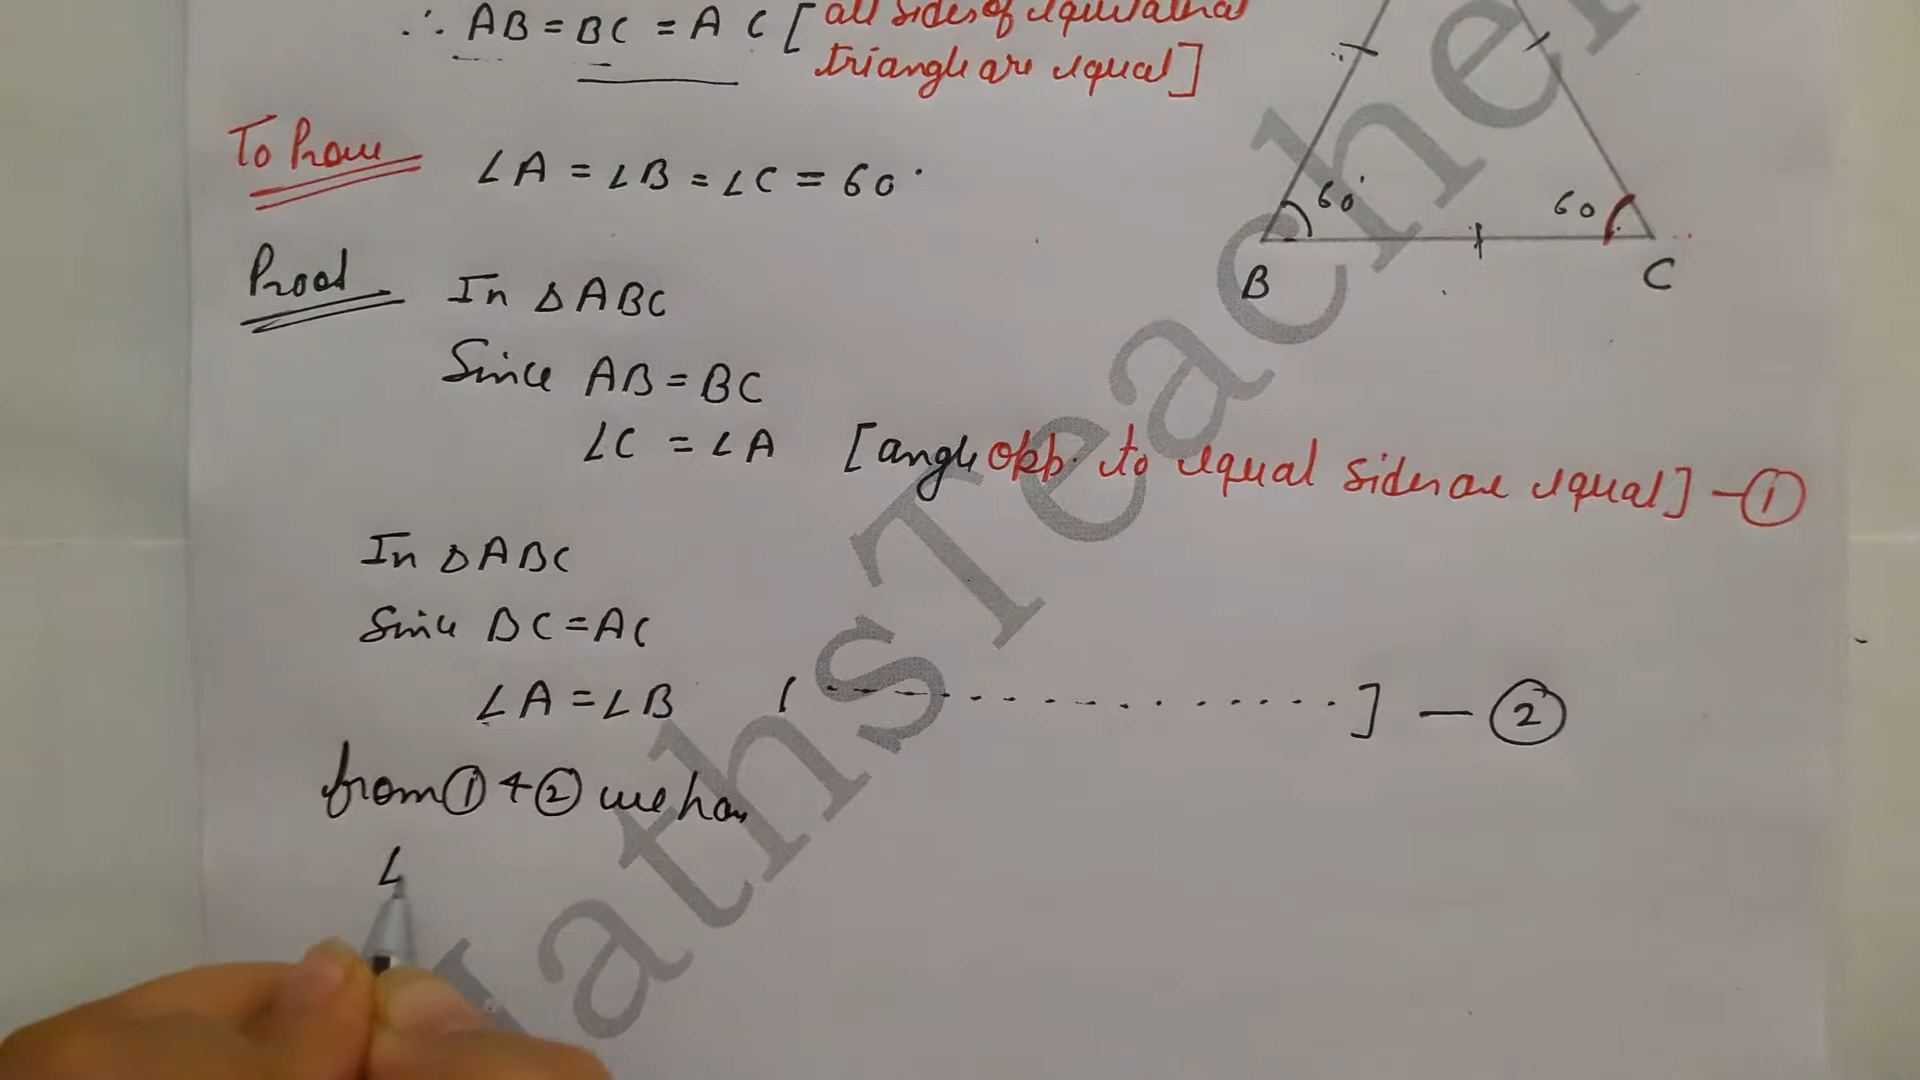 ∴ AB = BC = AC [all sides of equilateral
triangle are equal]
To Prove ∠A = ∠B = ∠C = 60°
60° 60
B C
Proof In △ABC
Since AB = BC
∠C = ∠A [angle opp. to equal sides are equal] – ①
In △ABC
Since BC = AC
∠A = ∠B [............] – ②
from ① + ② we hav
∠
MathsTeacher